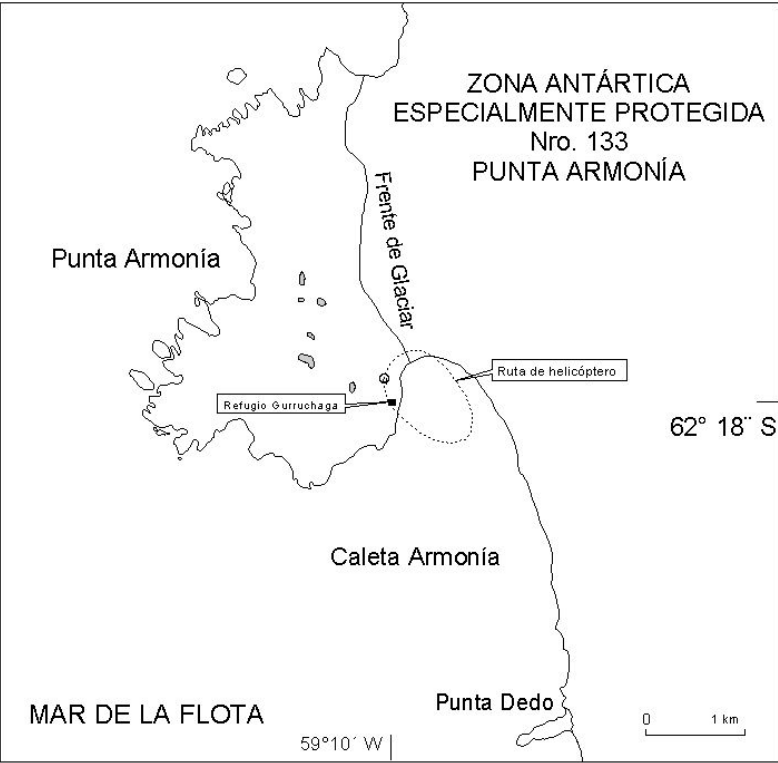 ZONA ANTÁRTICA
ESPECIALMENTE PROTEGIDA
Nro. 133
PUNTA ARMONÍA
Frente de Glaciar
Punta Armonía
Ruta de helicóptero
Refugio Gurruchaga
62° 18¨ S
Caleta Armonía
Punta Dedo
MAR DE LA FLOTA
0 1 km
59°10´ W